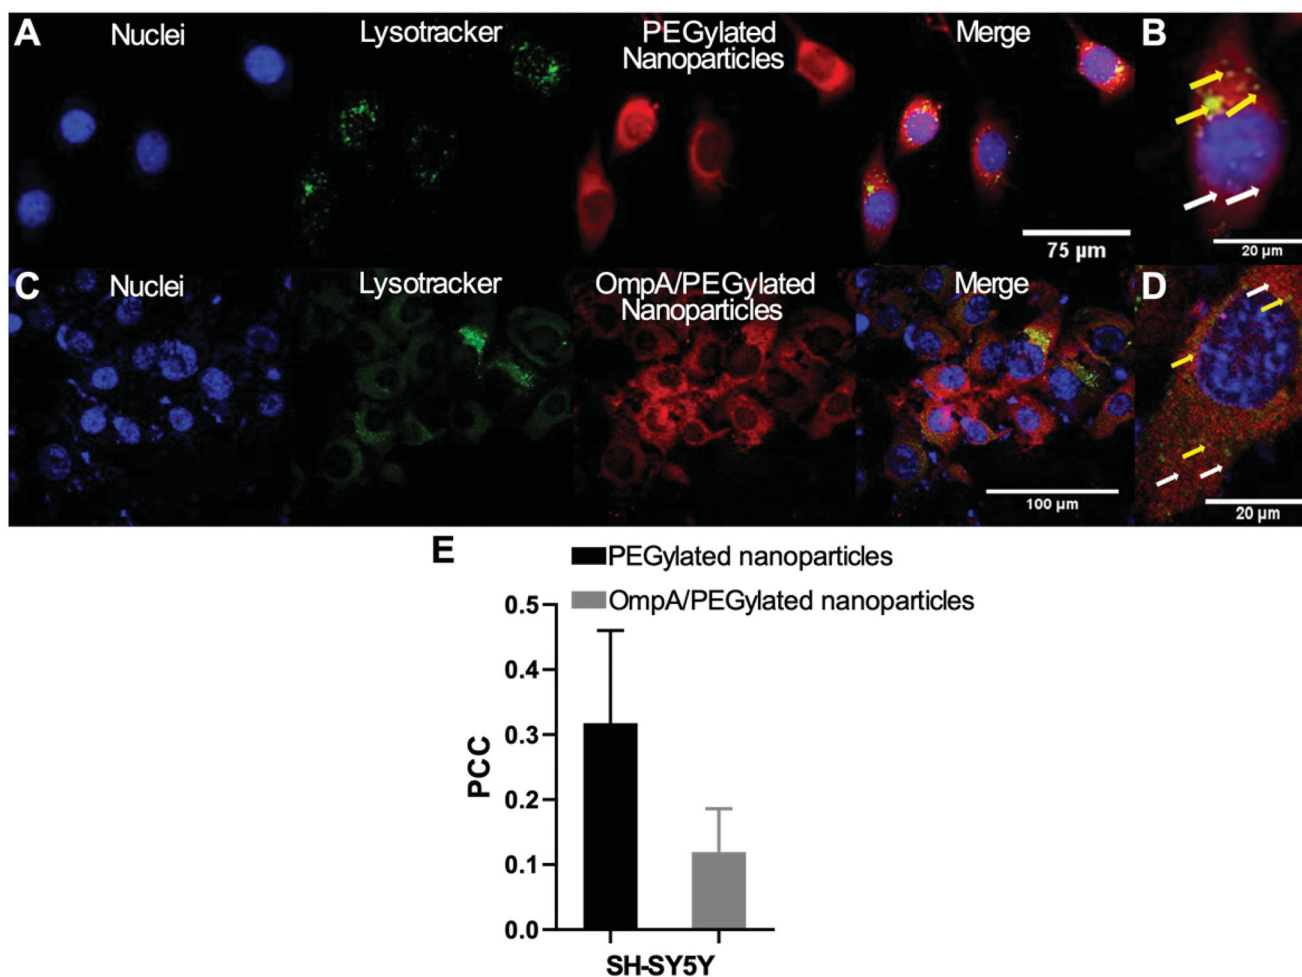 A
Nuclei
Lysotracker
PEGylated
Nanoparticles
Merge
B
75 µm
20 µm
C
Nuclei
Lysotracker
OmpA/PEGylated
Nanoparticles
Merge
D
100 µm
20 µm
E
PEGylated nanoparticles
OmpA/PEGylated nanoparticles
0.5
0.4
0.3
0.2
0.1
0.0
PCC
SH-SY5Y